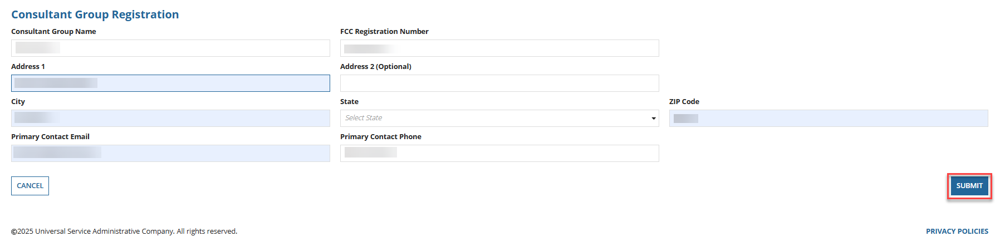 Consultant Group Registration
Consultant Group Name
FCC Registration Number
Address 1
Address 2 (Optional)
City
State
ZIP Code
Select State
Primary Contact Email
Primary Contact Phone
CANCEL
SUBMIT
©2025 Universal Service Administrative Company. All rights reserved.
PRIVACY POLICIES